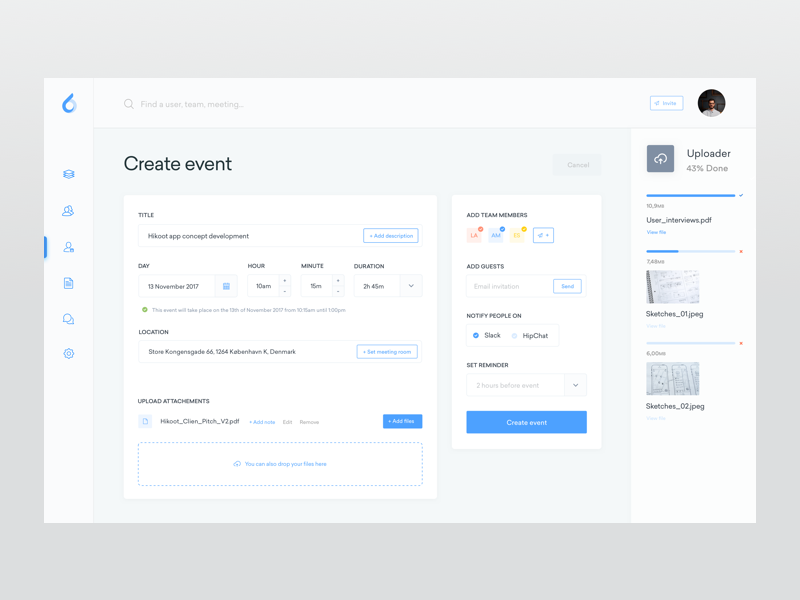 Find a user, team, meeting...
Invite
Create event
Cancel
TITLE
Hikoot app concept development
+ Add description
DAY
HOUR
MINUTE
DURATION
13 November 2017
10am
+
-
15m
+
-
2h 45m
This event will take place on the 13th of November 2017 from 10:15am until 1:00pm
LOCATION
Store Kongensgade 66, 1264 København K, Denmark
+ Set meeting room
UPLOAD ATTACHEMENTS
Hikoot_Clien_Pitch_V2.pdf
+ Add note
Edit
Remove
+ Add files
You can also drop your files here
ADD TEAM MEMBERS
LA
AM
ADD GUESTS
Email invitation
Send
NOTIFY PEOPLE ON
Slack
HipChat
SET REMINDER
2 hours before event
Create event
Uploader
43% Done
10,9MB
User_interviews.pdf
View file
7,48MB
Sketches_01.jpeg
View file
6,00MB
Sketches_02.jpeg
View file